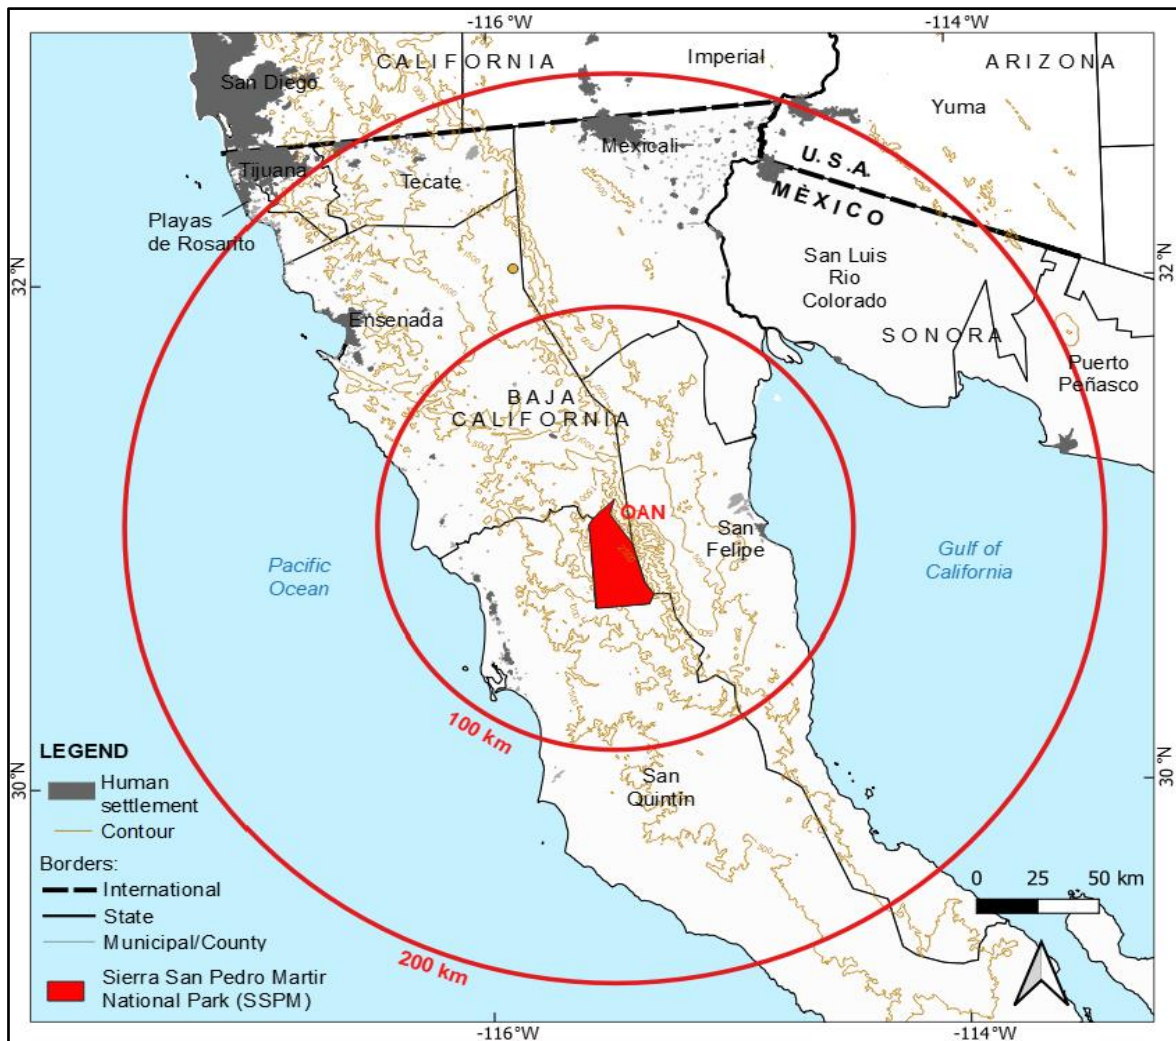 -116°W
-114°W
CALIFORNIA
Imperial
ARIZONA
San Diego
Yuma
Mexicali
U.S.A.
MÈXICO
Tijuana
Tecate
Playas
de Rosarito
32°N
32°N
San Luis
Rio
Colorado
Ensenada
SONORA
Puerto
Peñasco
BAJA
CALIFORNIA
OAN
San
Felipe
Pacific
Ocean
Gulf of
California
100 km
San
Quintín
30°N
30°N
200 km
LEGEND
Human
settlement
Contour
Borders:
International
State
Municipal/County
Sierra San Pedro Martir
National Park (SSPM)
0 25 50 km
-116°W
-114°W